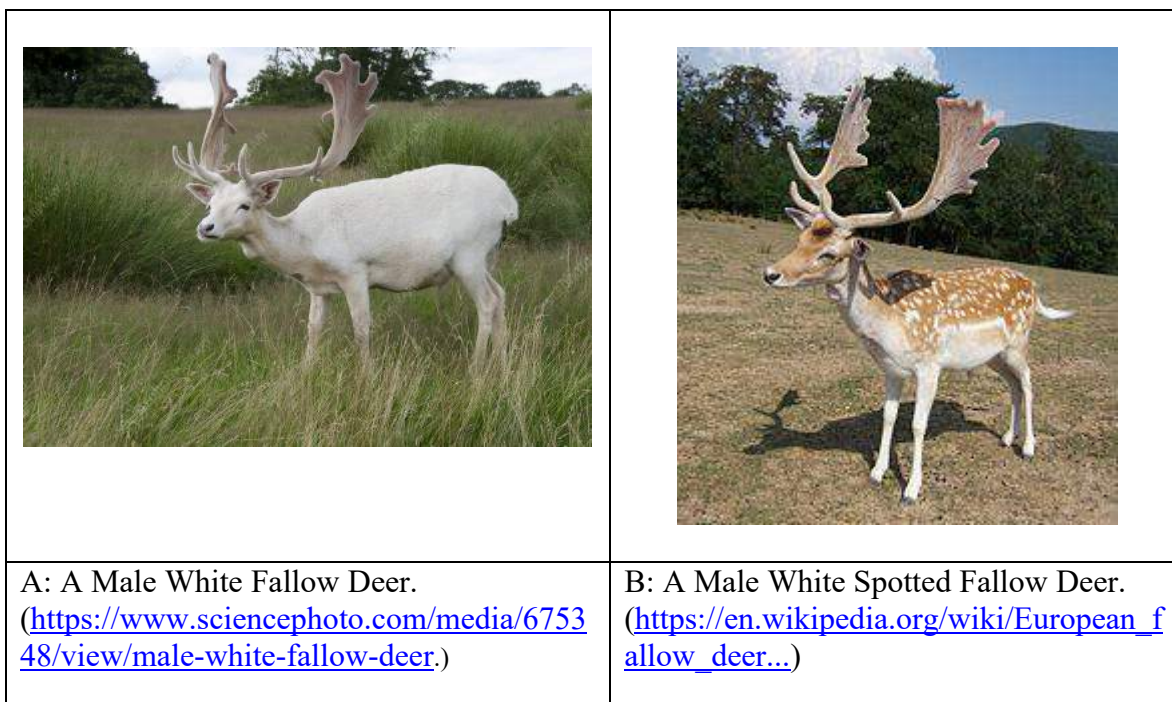 A: A Male White Fallow Deer.
(https://www.sciencephoto.com/media/6753
48/view/male-white-fallow-deer.)
B: A Male White Spotted Fallow Deer.
(https://en.wikipedia.org/wiki/European_f
allow_deer...)